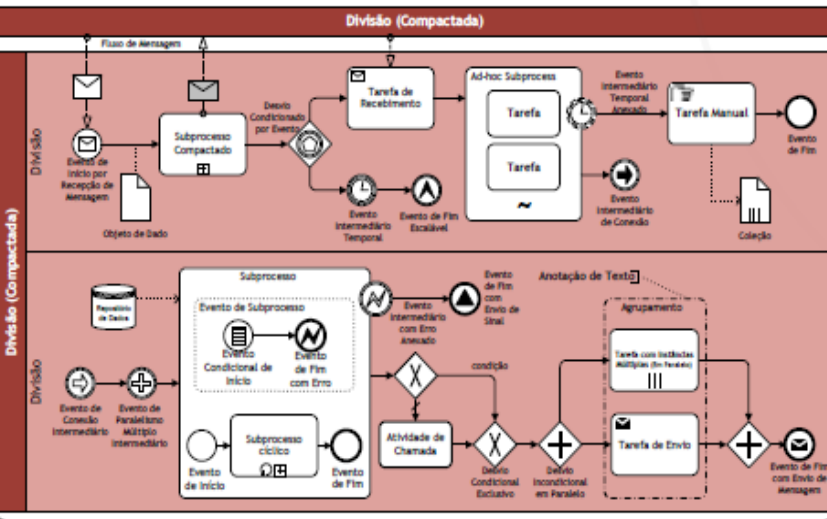 Divisão (Compactada)
Fluxo de Mensagem
Divisão (Compactada)
Divisão
Evento de
Início por
Recepção de
Mensagem
Objeto de Dado
Subprocesso
Compactado
Desvio
Condicionado
por Evento
Tarefa de
Recebimento
Evento
Intermediário
Temporal
Evento de Fim
Escalável
Ad-hoc Subprocess
Tarefa
Tarefa
Evento
Intermediário
Temporal
Anexado
Evento
Intermediário
de Conexão
Tarefa Manual
Evento
de Fim
Coleção
Divisão
Repositório
de Dados
Evento de
Conexão
Intermediário
Evento de
Paralelismo
Múltiplo
Intermediário
Subprocesso
Evento de Subprocesso
Evento
Condicional de
Início
Evento
de Fim
com Erro
Evento
de Início
Subprocesso
cíclico
Evento
de Fim
Evento
Intermediário
com Erro
Anexado
Evento
de Fim
com
Envio de
Sinal
condição
Atividade de
Chamada
Desvio
Condicional
Exclusivo
Desvio
Incondicional
em Paralelo
Anotação de Texto
Agrupamento
Tarefa com Instâncias
Múltiplas (Em Paralelo)
Tarefa de Envio
Evento de Fim
com Envio de
Mensagem